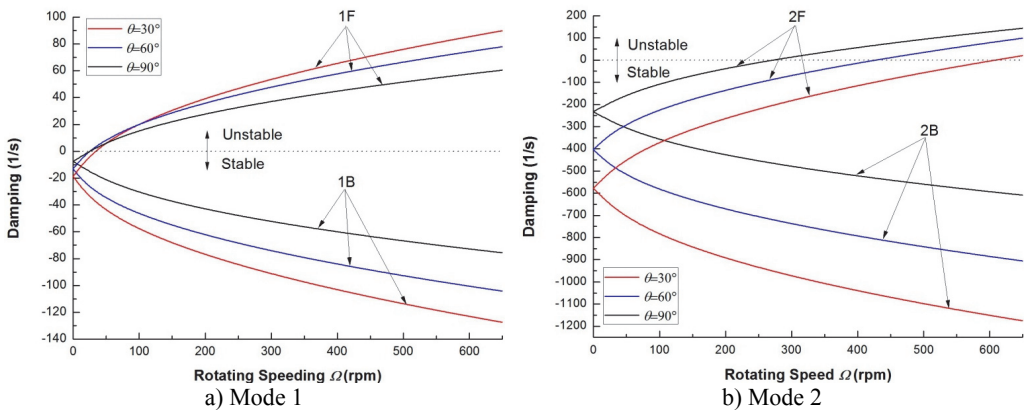 100
80
60
40
20
0
-20
-40
-60
-80
-100
-120
-140
Damping (1/s)
θ=30°
θ=60°
θ=90°
1F
Unstable
Stable
1B
0 100 200 300 400 500 600
Rotating Speeding Ω (rpm)
a) Mode 1
200
100
0
-100
-200
-300
-400
-500
-600
-700
-800
-900
-1000
-1100
-1200
Damping (1/s)
2F
Unstable
Stable
2B
θ=30°
θ=60°
θ=90°
0 100 200 300 400 500 600
Rotating Speed Ω (rpm)
b) Mode 2